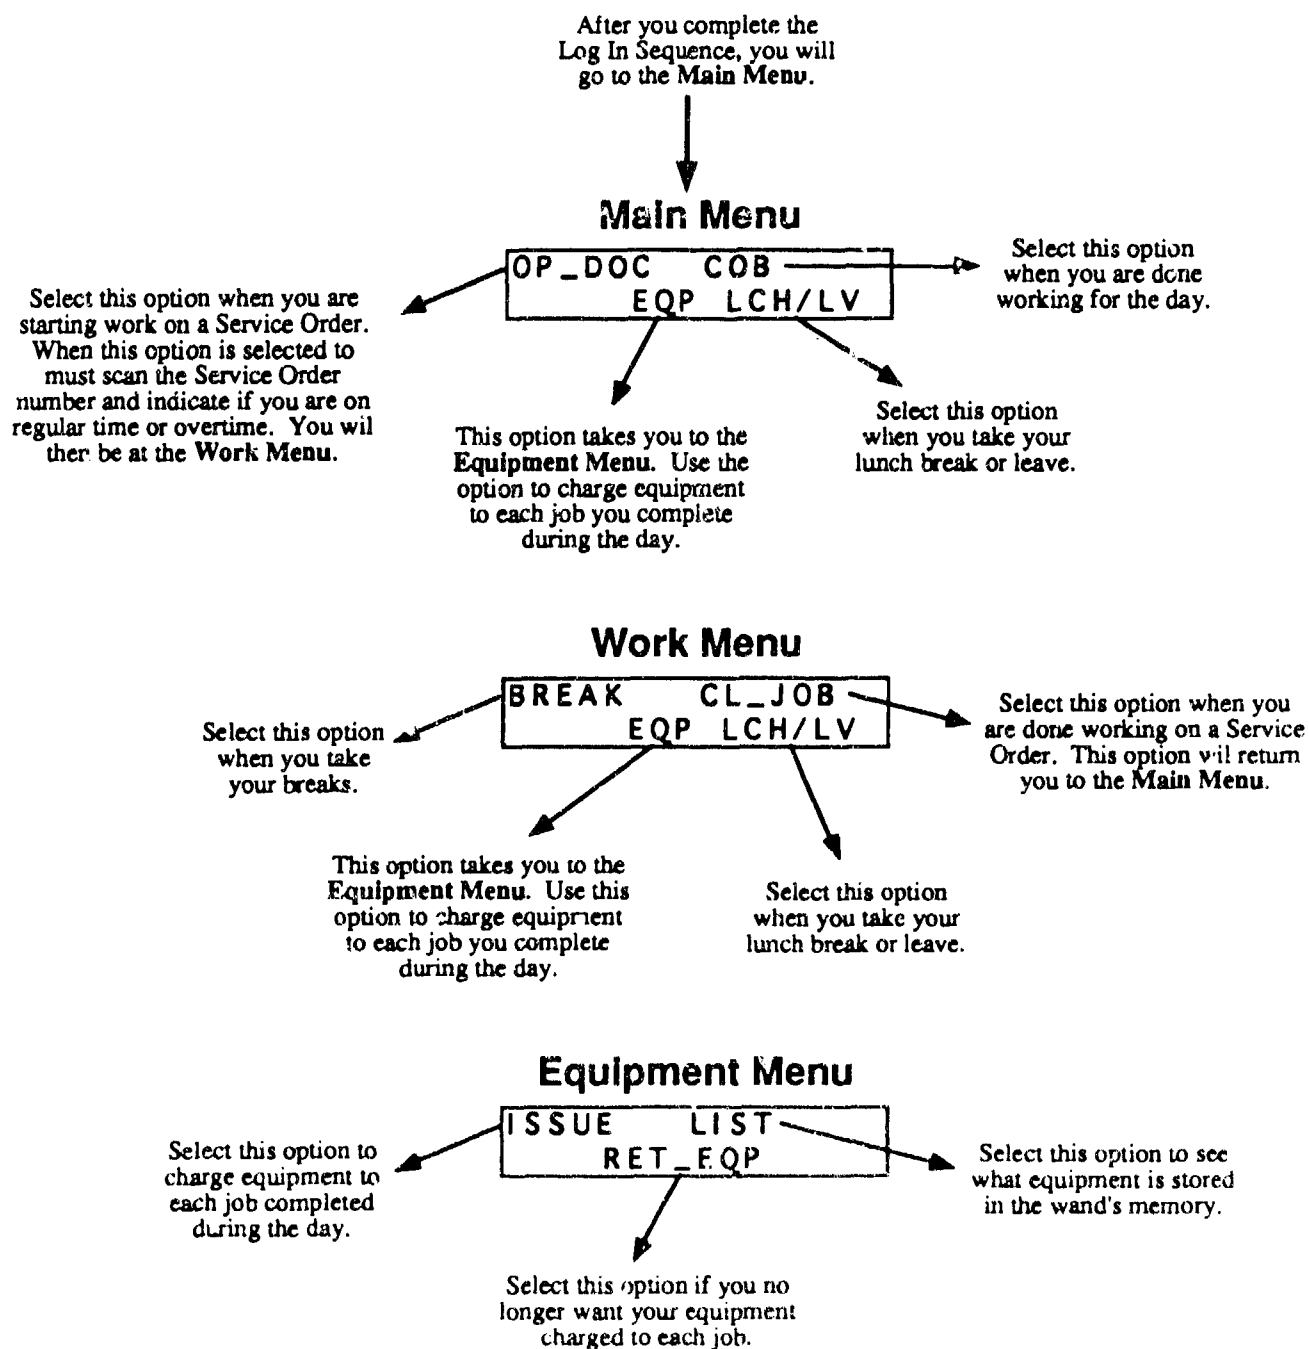 After you complete the
Log In Sequence, you will
go to the Main Menu.
Main Menu
OP_DOC COB
EQP LCH/LV
Select this option
when you are done
working for the day.
Select this option when you are
starting work on a Service Order.
When this option is selected to
must scan the Service Order
number and indicate if you are on
regular time or overtime. You wil
then be at the Work Menu.
This option takes you to the
Equipment Menu. Use the
option to charge equipment
to each job you complete
during the day.
Select this option
when you take your
lunch break or leave.
Work Menu
BREAK CL_JOB
EQP LCH/LV
Select this option
when you take
your breaks.
Select this option when you
are done working on a Service
Order. This option will return
you to the Main Menu.
This option takes you to the
Equipment Menu. Use this
option to charge equipment
to each job you complete
during the day.
Select this option
when you take your
lunch break or leave.
Equipment Menu
ISSUE LIST
RET_EQP
Select this option to
charge equipment to
each job completed
during the day.
Select this option to see
what equipment is stored
in the wand's memory.
Select this option if you no
longer want your equipment
charged to each job.